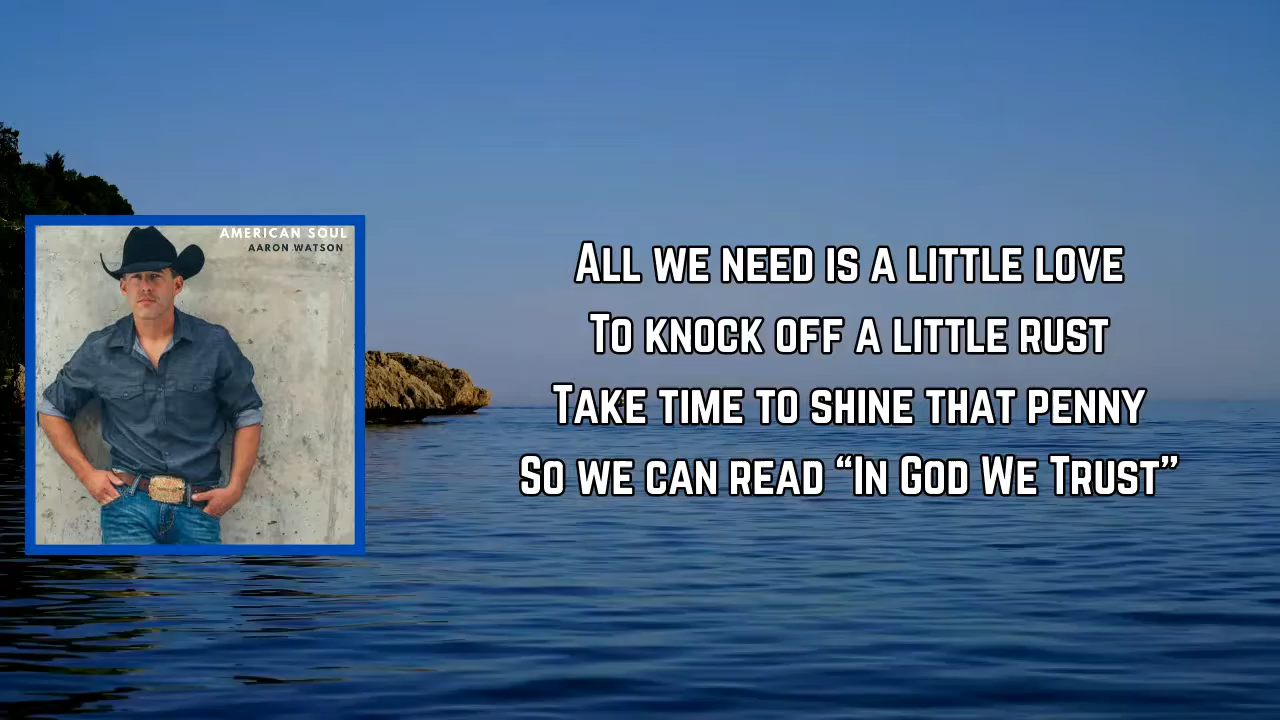 AMERICAN SOUL
AARON WATSON
ALL WE NEED IS A LITTLE LOVE
TO KNOCK OFF A LITTLE RUST
TAKE TIME TO SHINE THAT PENNY
SO WE CAN READ “IN GOD WE TRUST”